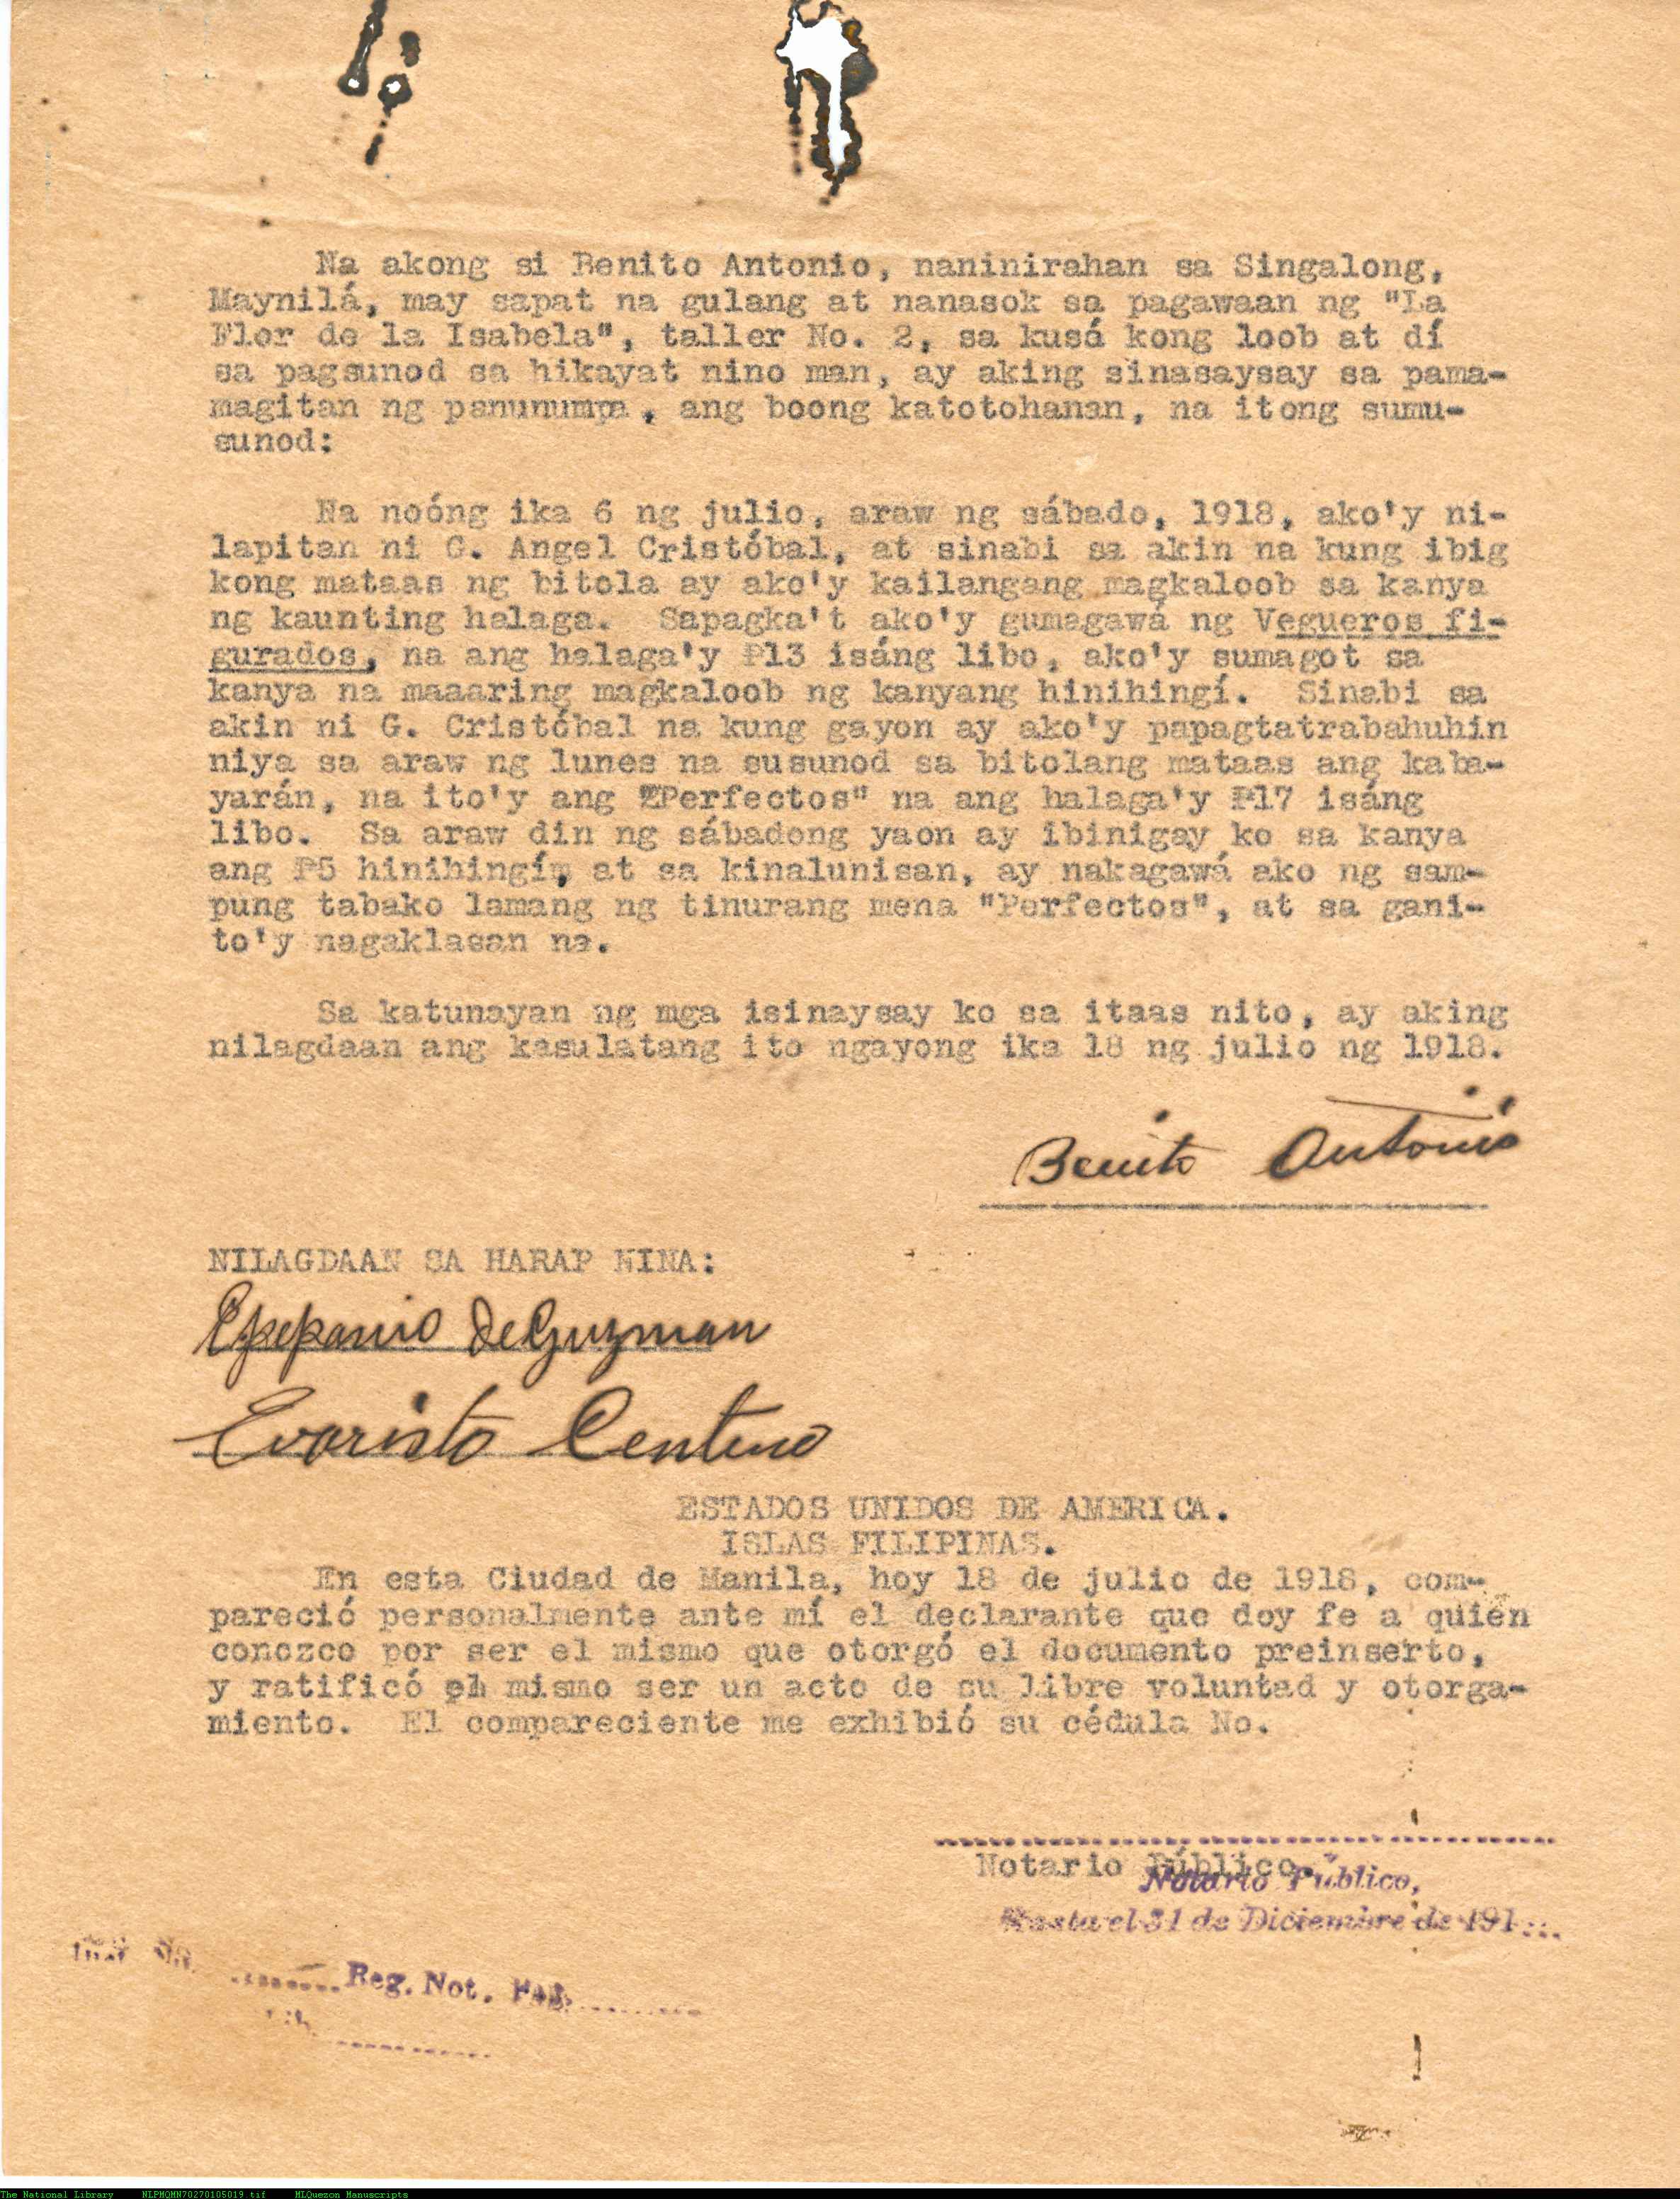 Na akong si Benito Antonio, naninirahan sa Singalong,
Maynilá, may sapat na gulang at nanasok sa pagawaan ng "La
Flor de la Isabela", taller No. 2, sa kusá kong loob at dí
sa pagsunod sa hikayat nino man, ay aking sinasaysay sa pama-
magitan ng panunumpa, ang boong katotohanan, na itong sumu-
sunod:
Na noóng ika 6 ng julio, araw ng sábado, 1918, ako'y ni-
lapitan ni G. Angel Cristóbal, at sinabi sa akin na kung ibig
kong mataas ng bitola ay ako'y kailangang magkaloob sa kanya
ng kaunting halaga. Sapagka't ako'y gumagawá ng Vegueros fi-
gurados, na ang halaga'y ₱13 isáng libo, ako'y sumagot sa
kanya na maaaring magkaloob ng kanyang hinihingí. Sinabi sa
akin ni G. Cristóbal na kung gayon ay ako'y papagtatrabahuhin
niya sa araw ng lunes na susunod sa bitolang mataas ang kaba-
yarán, na ito'y ang "Perfectos" na ang halaga'y ₱17 isáng
libo. Sa araw din ng sábadong yaon ay ibinigay ko sa kanya
ang ₱5 hinihingí, at sa kinalunisan, ay nakagawá ako ng sam-
pung tabako lamang ng tinurang mena "Perfectos", at sa gani-
to'y nagaklasan na.
Sa katunayan ng mga isinaysay ko sa itaas nito, ay aking
nilagdaan ang kasulatang ito ngayong ika 18 ng julio ng 1918.
Benito Antonio
NILAGDAAN SA HARAP NINA:
Epepanio de Guzman
Evaristo Centeno
ESTADOS UNIDOS DE AMERICA.
ISLAS FILIPINAS.
En esta Ciudad de Manila, hoy 18 de julio de 1918, com-
pareció personalmente ante mí el declarante que doy fe a quién
conozco por ser el mismo que otorgó el documento preinserto,
y ratificó el mismo ser un acto de su libre voluntad y otorga-
miento. El compareciente me exhibió su cédula No.
Notario Público.
Notario Publico,
Hasta el 31 de Diciembre de 191
Reg. Not. Pag.
The National Library NLPMQMN70270105019.tif MLQuezon Manuscripts